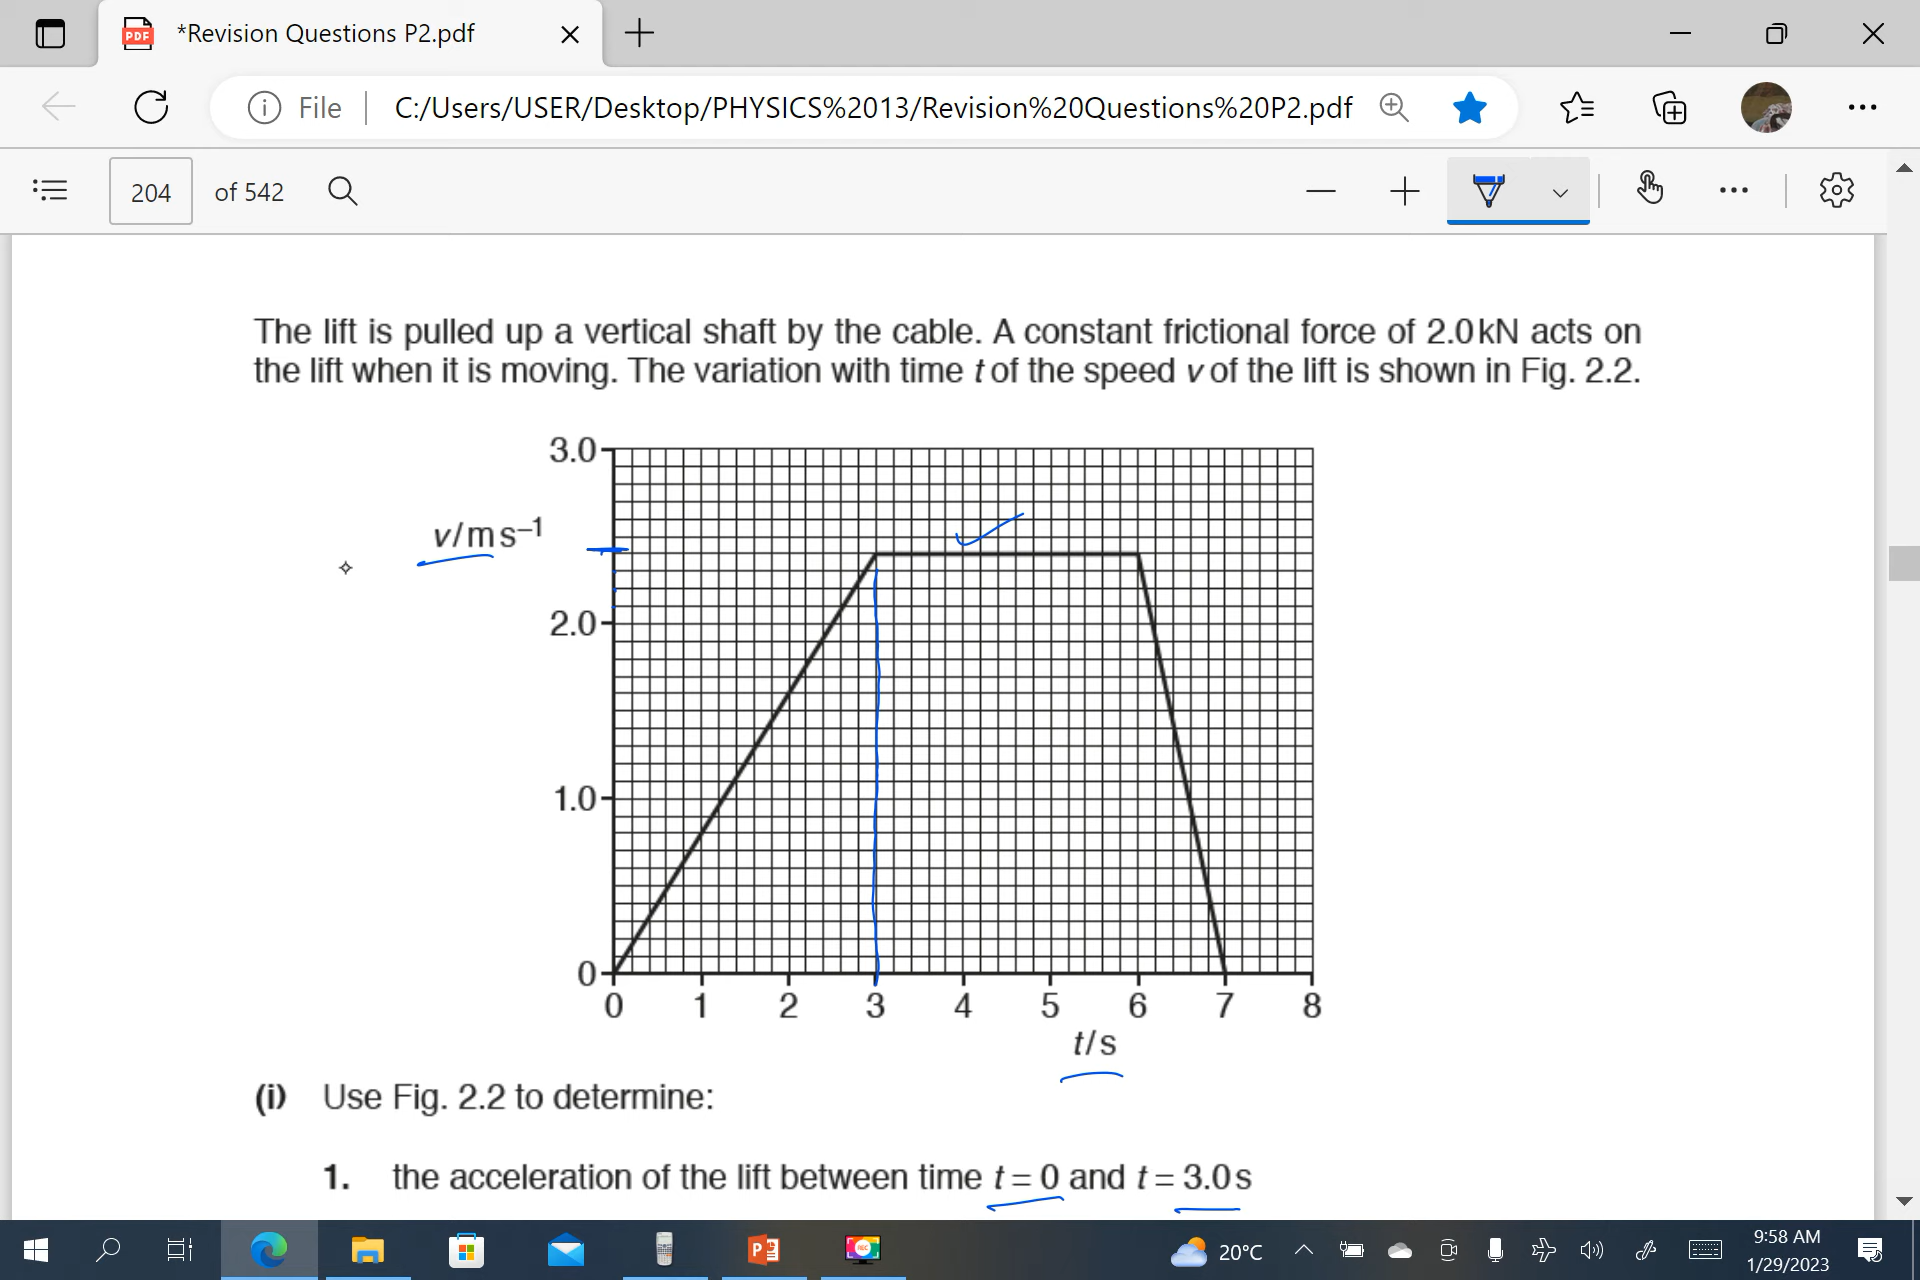 *Revision Questions P2.pdf
File
C:/Users/USER/Desktop/PHYSICS%2013/Revision%20Questions%20P2.pdf
204 of 542
The lift is pulled up a vertical shaft by the cable. A constant frictional force of 2.0 kN acts on
the lift when it is moving. The variation with time t of the speed v of the lift is shown in Fig. 2.2.
3.0
v/m s⁻¹
2.0
1.0
0
0 1 2 3 4 5 6 7 8
t/s
(i) Use Fig. 2.2 to determine:
1. the acceleration of the lift between time t = 0 and t = 3.0 s
20°C
9:58 AM
1/29/2023